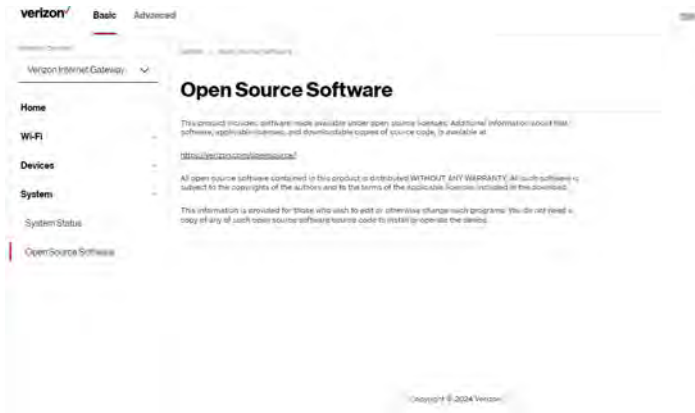 verizon✓
Basic Advanced
Verizon Internet Gateway
Home
Wi-Fi
Devices
System
System Status
Open Source Software
Open Source Software
This product includes software made available under open source licenses. Additional information about that
software, applicable licenses, and downloadable copies of source code, is available at:
https://verizon.com/opensource/
All open source software contained in this product is distributed WITHOUT ANY WARRANTY. All such software is
subject to the copyrights of the authors and to the terms of the applicable licenses included in the download.
This information is provided for those who wish to edit or otherwise change such programs. You do not need a
copy of any of such open source software source code to install or operate the device.
Copyright © 2024 Verizon